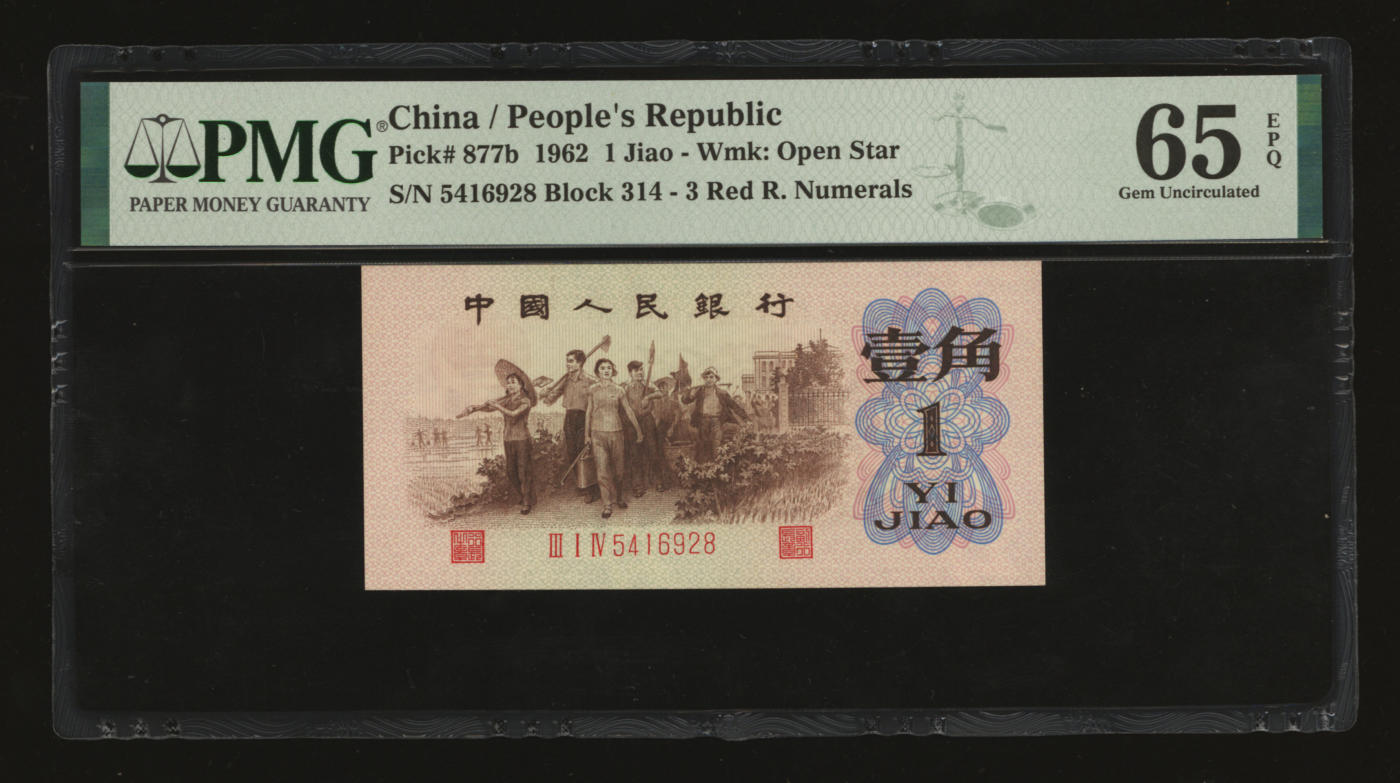 PMG®
PAPER MONEY GUARANTY
China / People's Republic
Pick# 877b 1962 1 Jiao - Wmk: Open Star
S/N 5416928 Block 314 - 3 Red R. Numerals
65 EPQ
Gem Uncirculated
中國人民銀行
壹角
1
YI
JIAO
Ⅲ Ⅰ Ⅳ 5416928